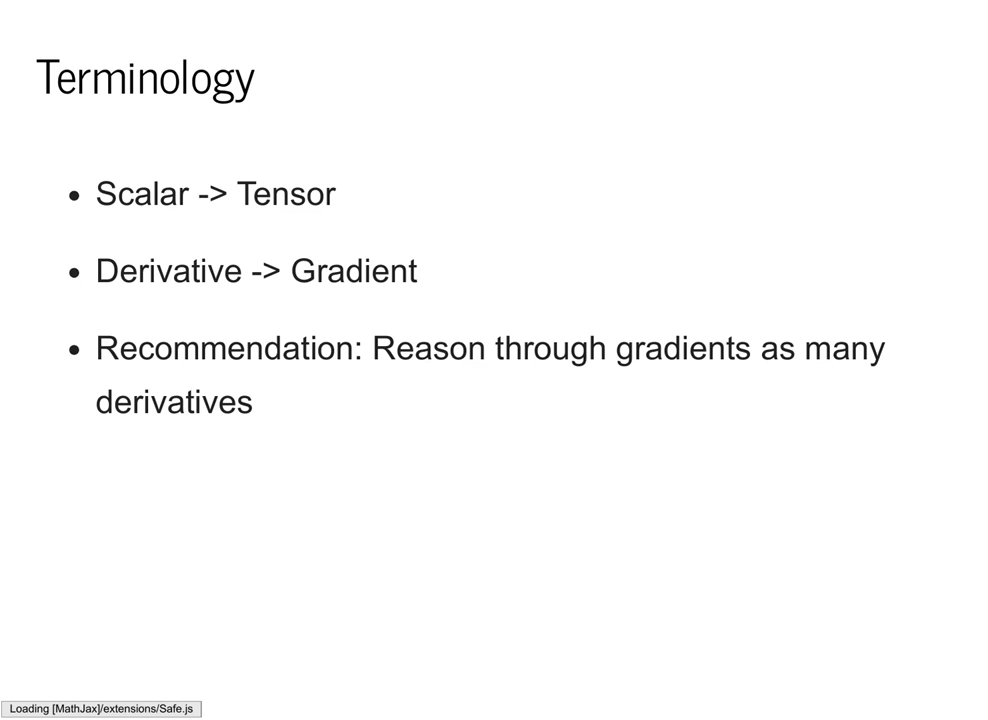 Terminology
• Scalar -> Tensor
• Derivative -> Gradient
• Recommendation: Reason through gradients as many
derivatives
Loading [MathJax]/extensions/Safe.js